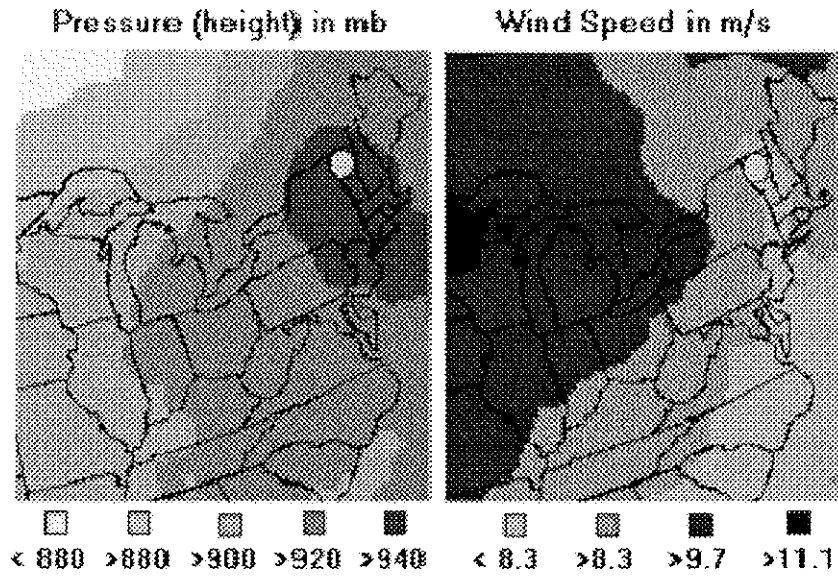 Pressure (height) in mb
Wind Speed in m/s
< 880 >880 >900 >920 >940
< 8.3 >8.3 >9.7 >11.1